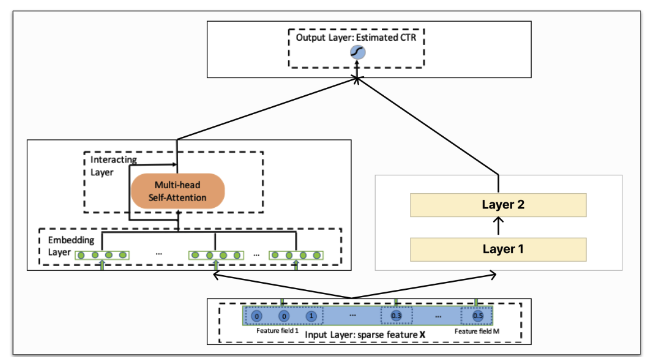 Output Layer: Estimated CTR
Interacting
Layer
Multi-head
Self-Attention
Layer 2
Embedding
Layer
... ... 
Layer 1
0 0 1 ... 0.3 ... 0.5
Feature field 1
Feature field M
Input Layer: sparse feature X